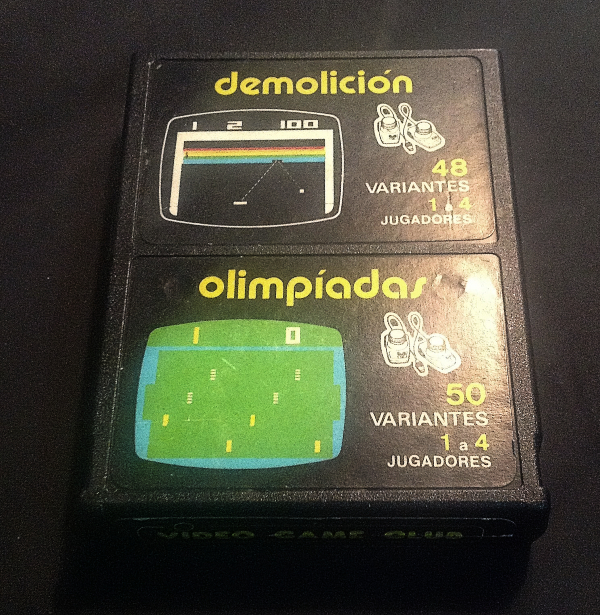 demolición
1 2 100
48
VARIANTES
1 a 4
JUGADORES
olimpíadas
1 0
50
VARIANTES
1 a 4
JUGADORES
VIDEO GAME CLUB